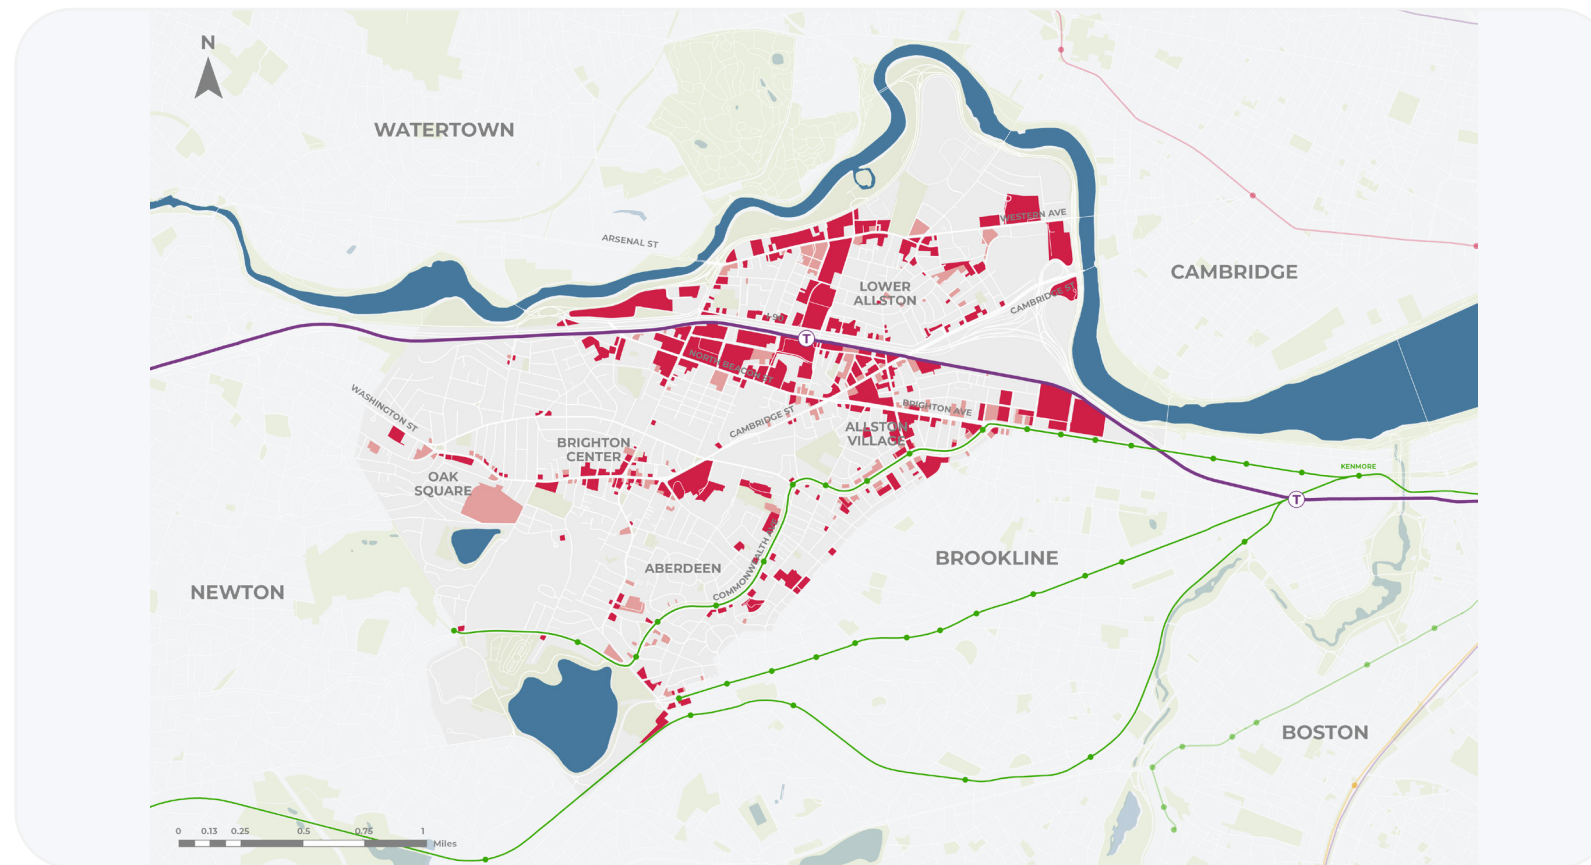 N
WATERTOWN
ARSENAL ST
WESTERN AVE
CAMBRIDGE
LOWER
ALLSTON
CAMBRIDGE ST
I-90
T
NORTH BEACON ST
WASHINGTON ST
BRIGHTON AVE
CAMBRIDGE ST
ALLSTON
VILLAGE
BRIGHTON
CENTER
OAK
SQUARE
KENMORE
T
COMMONWEALTH AVE
ABERDEEN
BROOKLINE
NEWTON
BOSTON
0 0.13 0.25 0.5 0.75 1
Miles